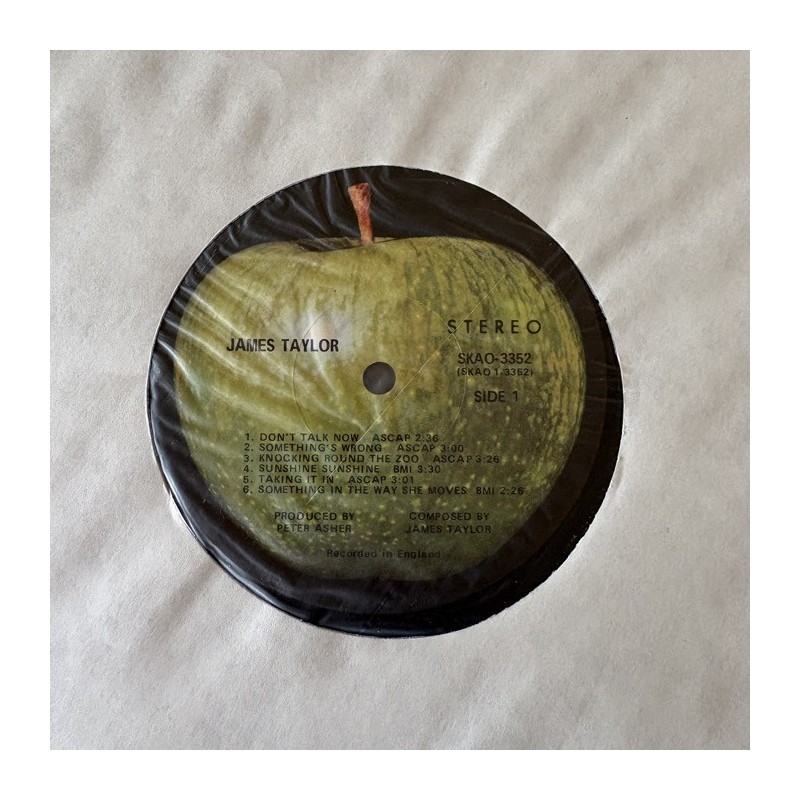 STEREO
JAMES TAYLOR
SKAO-3352
(SKAO 1-3352)
SIDE 1
1. DON'T TALK NOW ASCAP 2:36
2. SOMETHING'S WRONG ASCAP 3:00
3. KNOCKING ROUND THE ZOO ASCAP 3:26
4. SUNSHINE SUNSHINE BMI 3:30
5. TAKING IT IN ASCAP 3:01
6. SOMETHING IN THE WAY SHE MOVES BMI 2:26
PRODUCED BY
PETER ASHER
COMPOSED BY
JAMES TAYLOR
Recorded in England